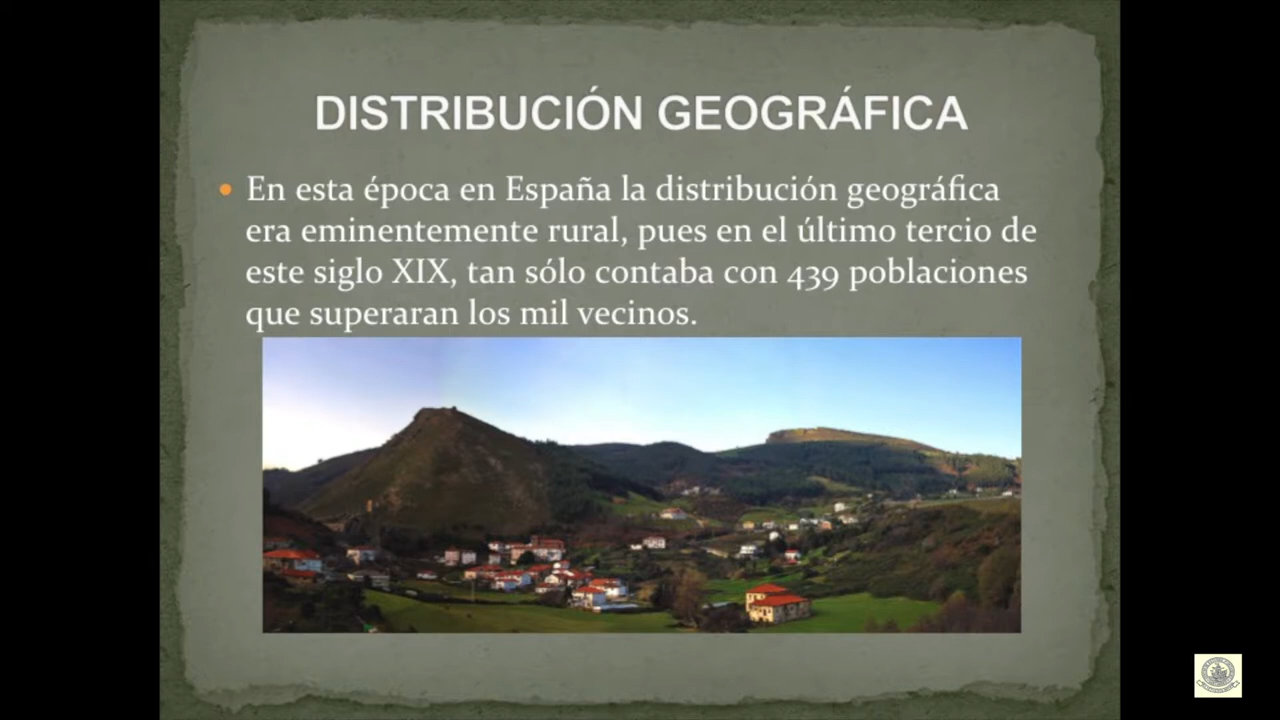 DISTRIBUCIÓN GEOGRÁFICA
• En esta época en España la distribución geográfica
era eminentemente rural, pues en el último tercio de
este siglo XIX, tan sólo contaba con 439 poblaciones
que superaran los mil vecinos.